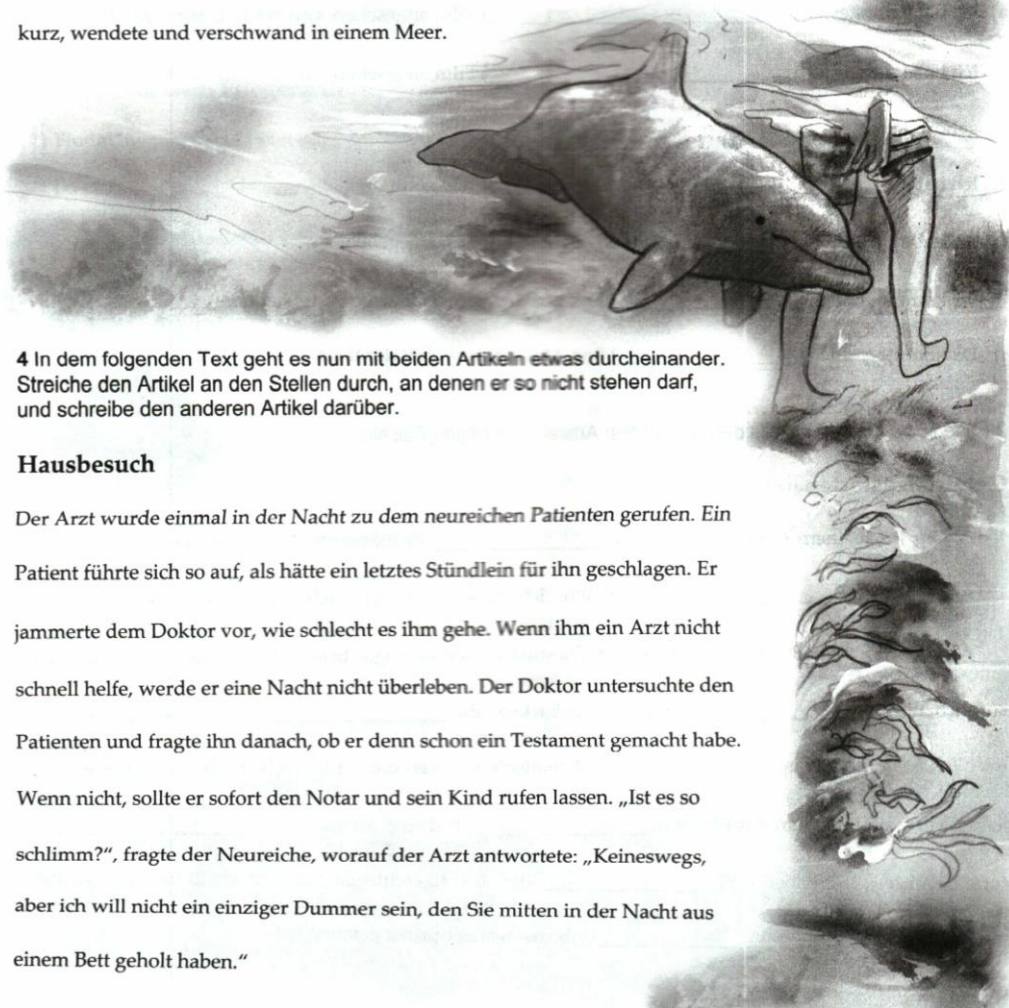 kurz, wendete und verschwand in einem Meer.
4 In dem folgenden Text geht es nun mit beiden Artikeln etwas durcheinander.
Streiche den Artikel an den Stellen durch, an denen er so nicht stehen darf,
und schreibe den anderen Artikel darüber.
Hausbesuch
Der Arzt wurde einmal in der Nacht zu dem neureichen Patienten gerufen. Ein
Patient führte sich so auf, als hätte ein letztes Stündlein für ihn geschlagen. Er
jammerte dem Doktor vor, wie schlecht es ihm gehe. Wenn ihm ein Arzt nicht
schnell helfe, werde er eine Nacht nicht überleben. Der Doktor untersuchte den
Patienten und fragte ihn danach, ob er denn schon ein Testament gemacht habe.
Wenn nicht, sollte er sofort den Notar und sein Kind rufen lassen. „Ist es so
schlimm?“, fragte der Neureiche, worauf der Arzt antwortete: „Keineswegs,
aber ich will nicht ein einziger Dummer sein, den Sie mitten in der Nacht aus
einem Bett geholt haben.“